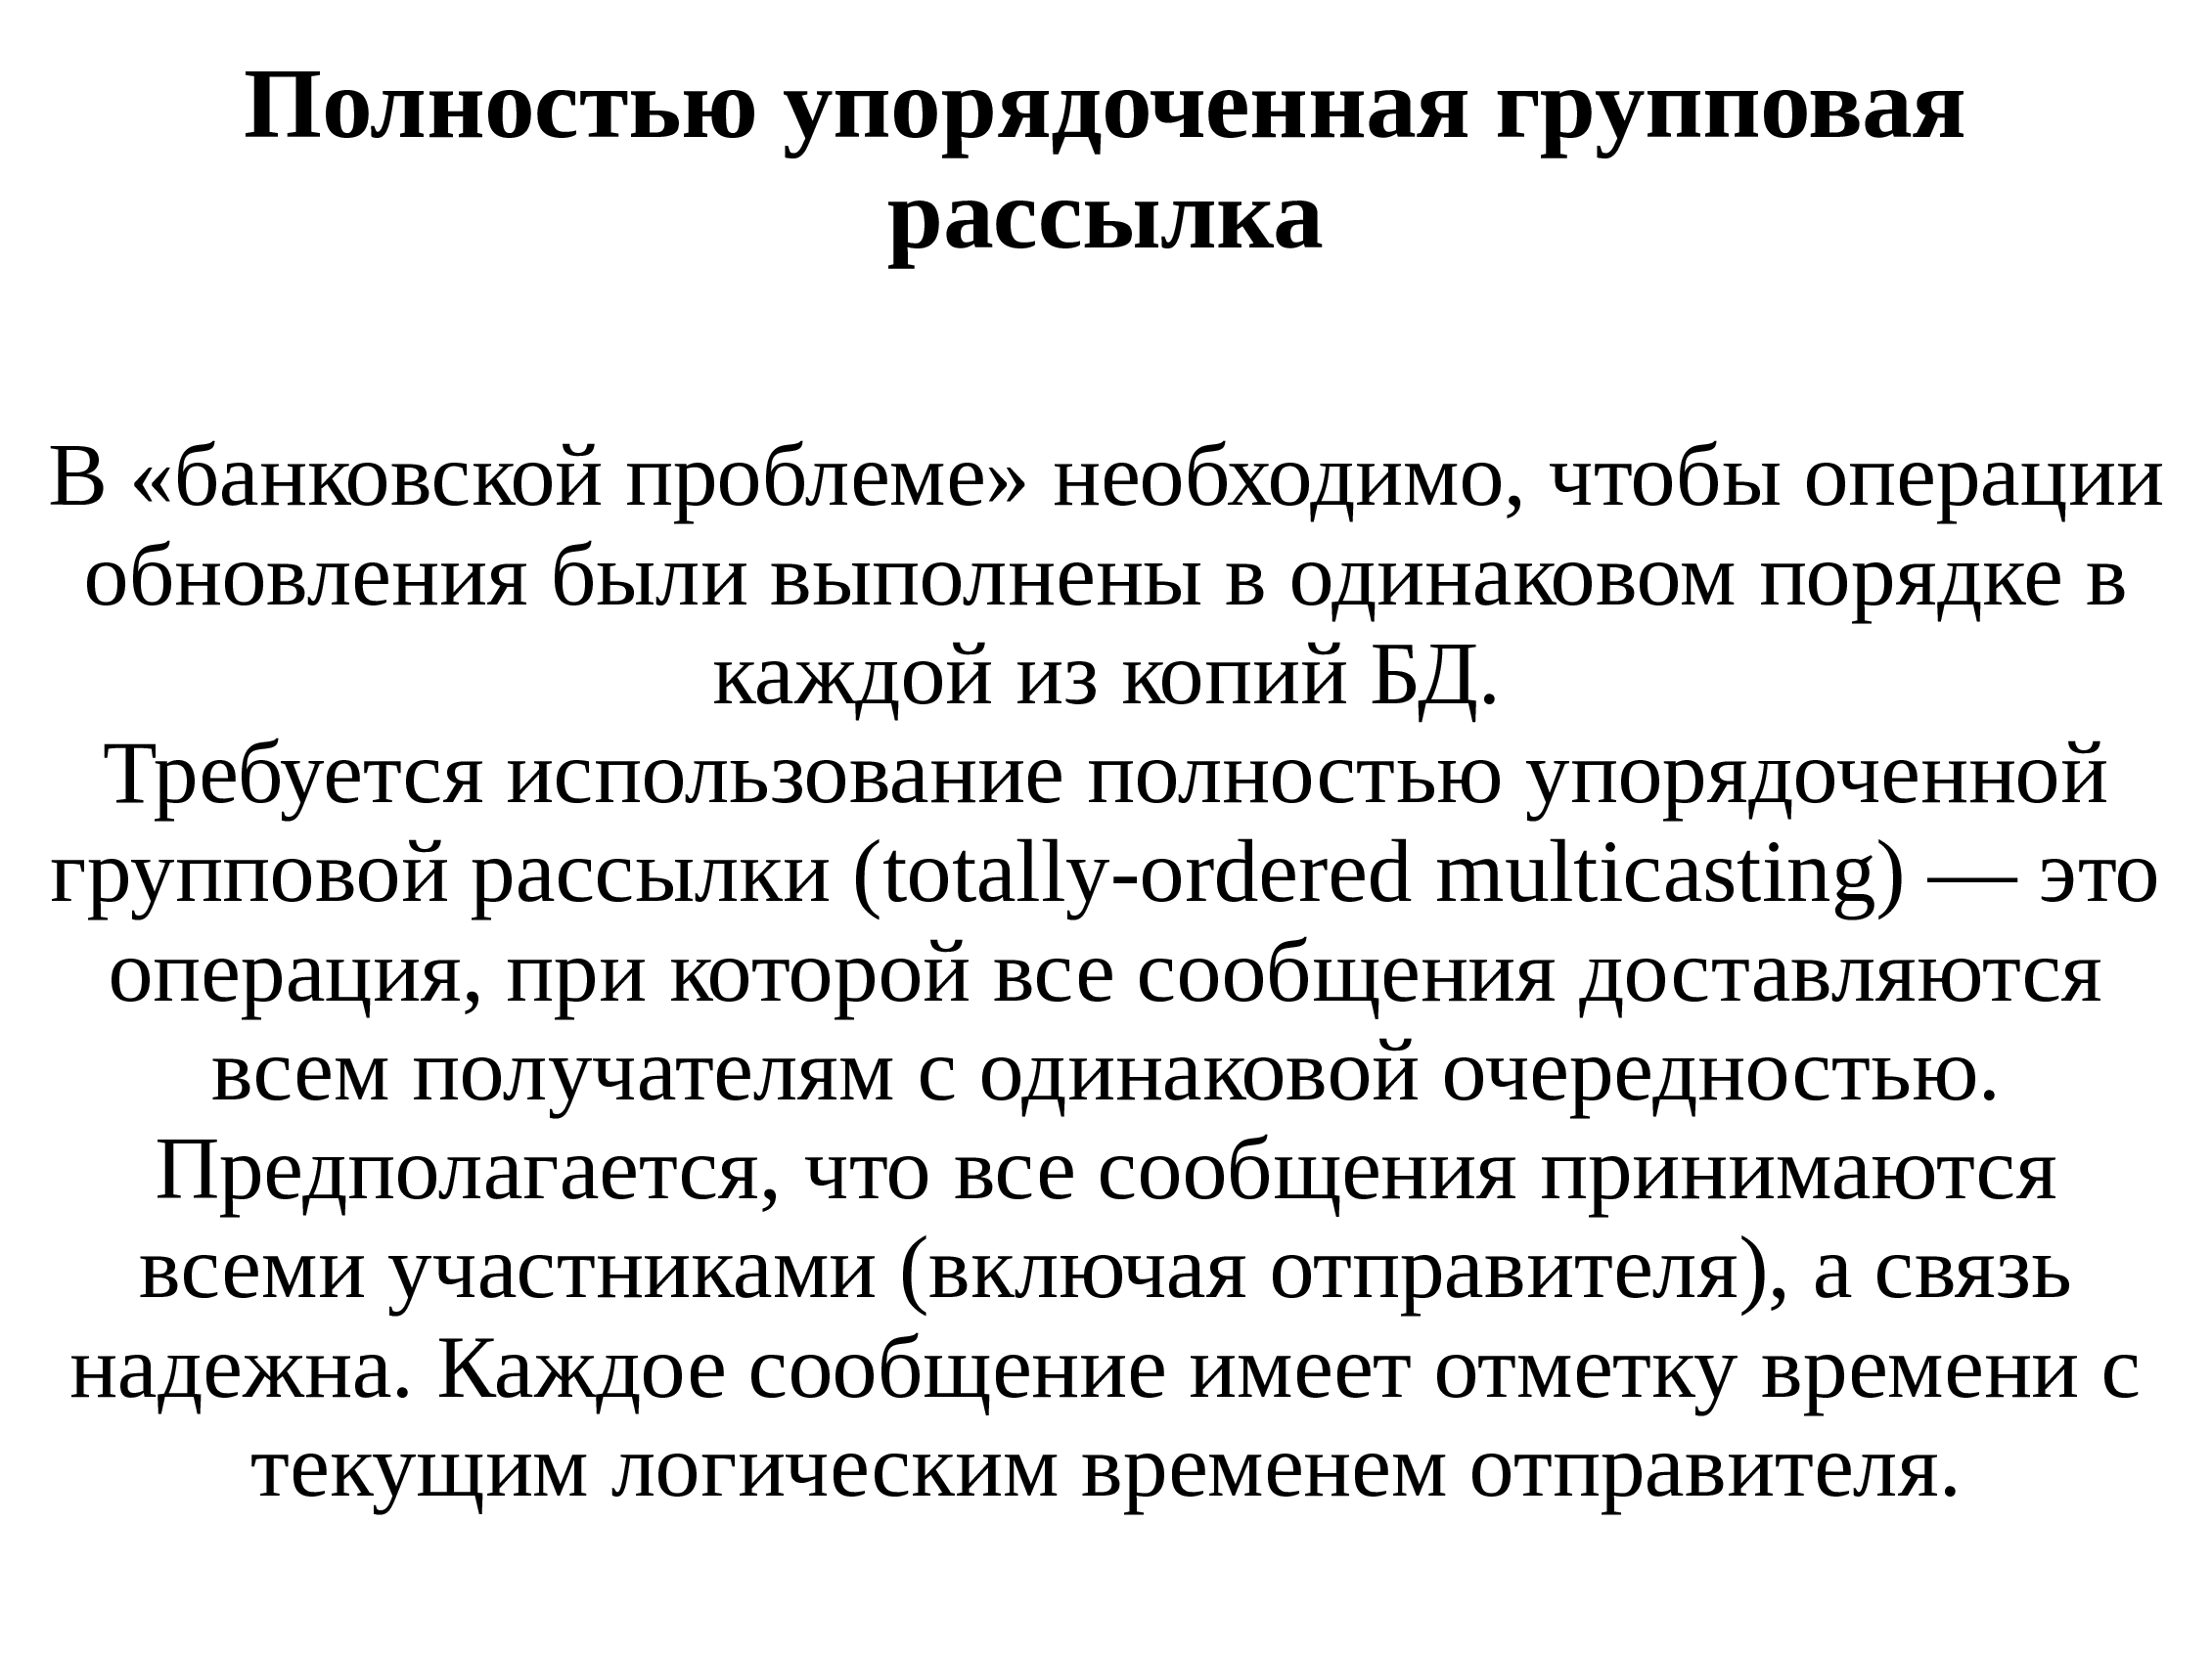 Полностью упорядоченная групповая
рассылка
В «банковской проблеме» необходимо, чтобы операции
обновления были выполнены в одинаковом порядке в
каждой из копий БД.
Требуется использование полностью упорядоченной
групповой рассылки (totally-ordered multicasting) — это
операция, при которой все сообщения доставляются
всем получателям с одинаковой очередностью.
Предполагается, что все сообщения принимаются
всеми участниками (включая отправителя), а связь
надежна. Каждое сообщение имеет отметку времени с
текущим логическим временем отправителя.